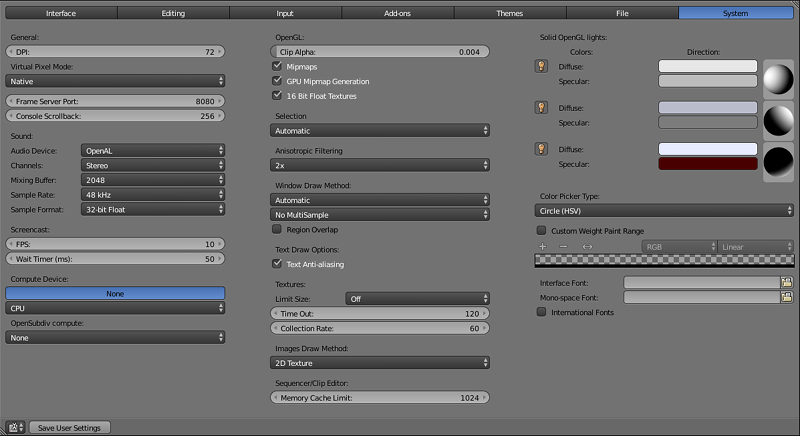 Interface Editing Input Add-ons Themes File System
General:
DPI: 72
Virtual Pixel Mode:
Native
Frame Server Port: 8080
Console Scrollback: 256
Sound:
Audio Device: OpenAL
Channels: Stereo
Mixing Buffer: 2048
Sample Rate: 48 kHz
Sample Format: 32-bit Float
Screencast:
FPS: 10
Wait Timer (ms): 50
Compute Device:
None
CPU
OpenSubdiv compute:
None
OpenGL:
Clip Alpha: 0.004
Mipmaps
GPU Mipmap Generation
16 Bit Float Textures
Selection
Automatic
Anisotropic Filtering
2x
Window Draw Method:
Automatic
No MultiSample
Region Overlap
Text Draw Options:
Text Anti-aliasing
Textures:
Limit Size: Off
Time Out: 120
Collection Rate: 60
Images Draw Method:
2D Texture
Sequencer/Clip Editor:
Memory Cache Limit: 1024
Solid OpenGL lights:
Colors: Direction:
Diffuse:
Specular:
Diffuse:
Specular:
Diffuse:
Specular:
Color Picker Type:
Circle (HSV)
Custom Weight Paint Range
RGB Linear
Interface Font:
Mono-space Font:
International Fonts
Save User Settings